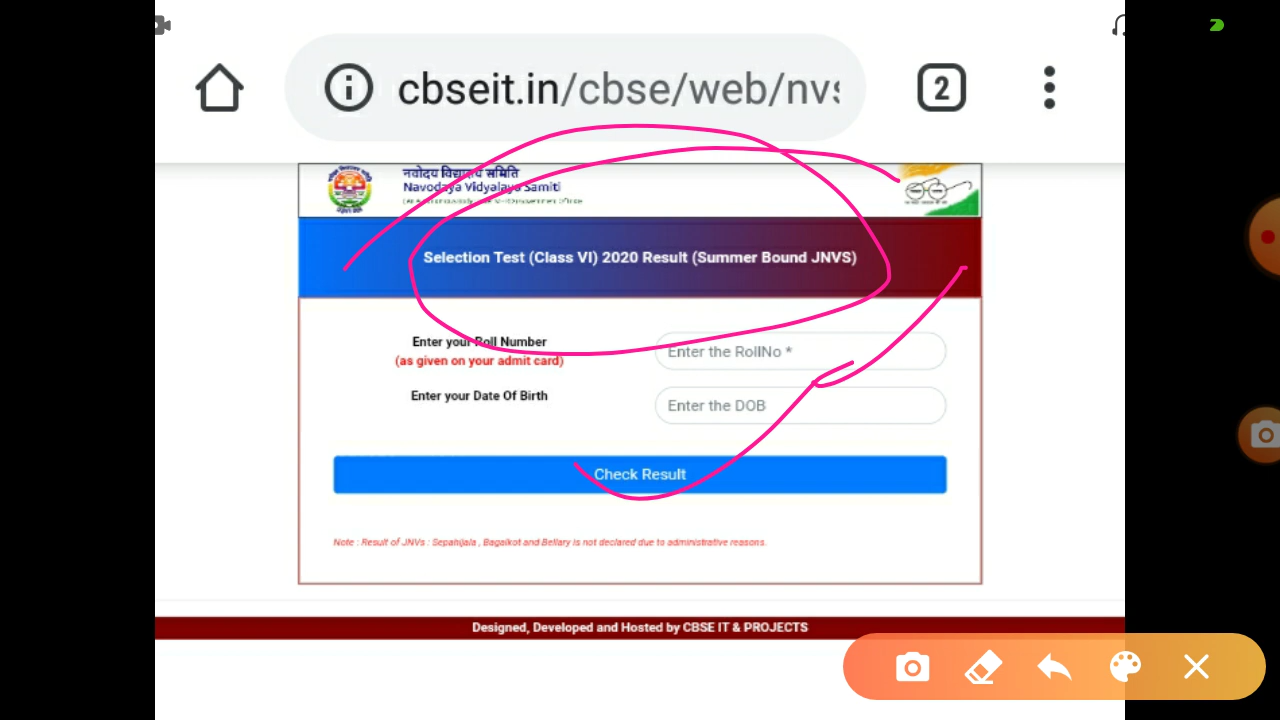 cbseit.in/cbse/web/nvs
2
नवोदय विद्यालय समिति
Navodaya Vidyalaya Samiti
Selection Test (Class VI) 2020 Result (Summer Bound JNVS)
Enter your Roll Number
Enter the RollNo *
(as given on your admit card)
Enter your Date Of Birth
Enter the DOB
Check Result
Note : Result of JNVs : Sepahijala , Bagalkot and Bellary is not declared due to administrative reasons.
Designed, Developed and Hosted by CBSE IT & PROJECTS